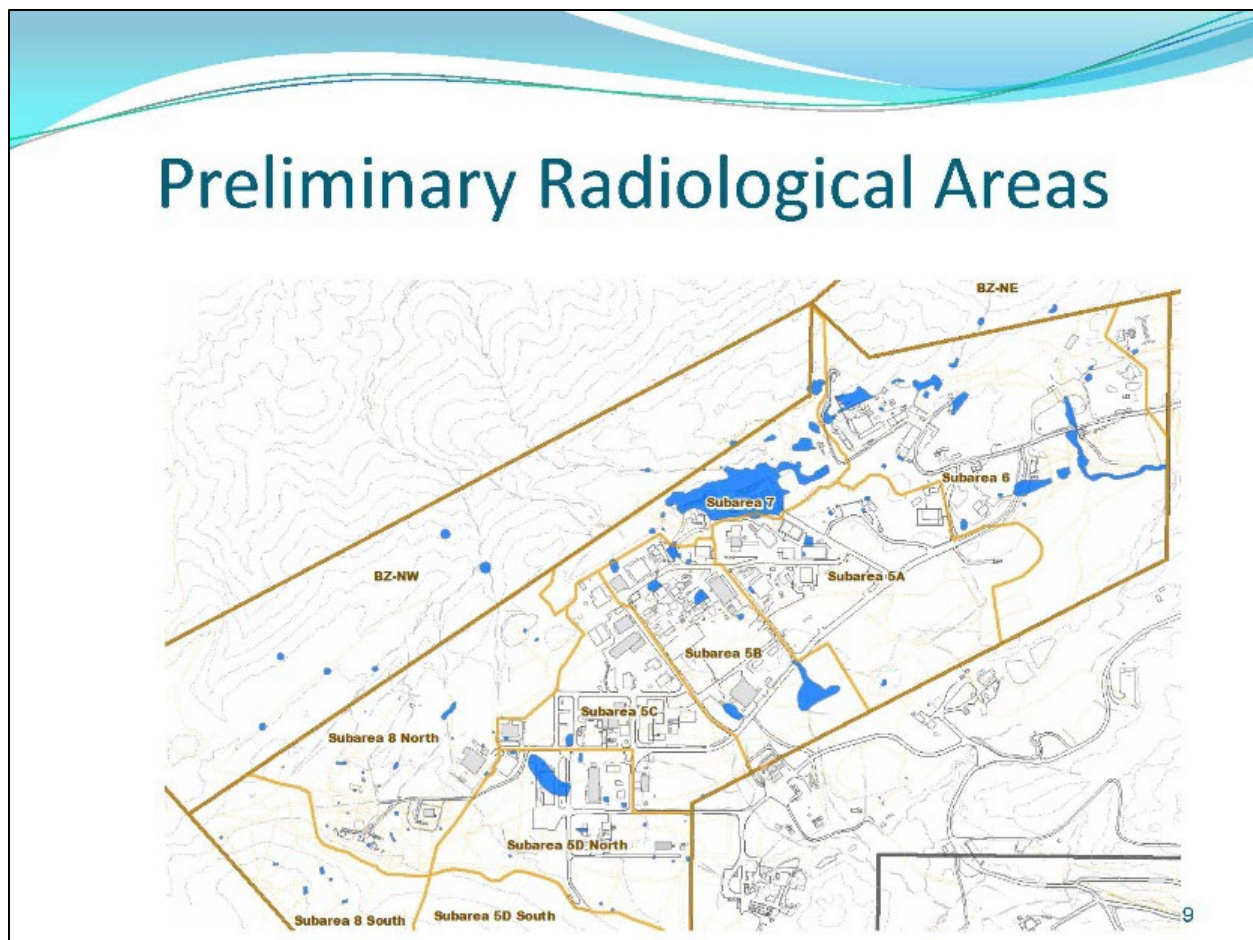 Preliminary Radiological Areas
BZ-NE
Subarea 6
Subarea 7
BZ-NW
Subarea 5A
Subarea 5B
Subarea 5C
Subarea 8 North
Subarea 5D North
Subarea 8 South
Subarea 5D South
9